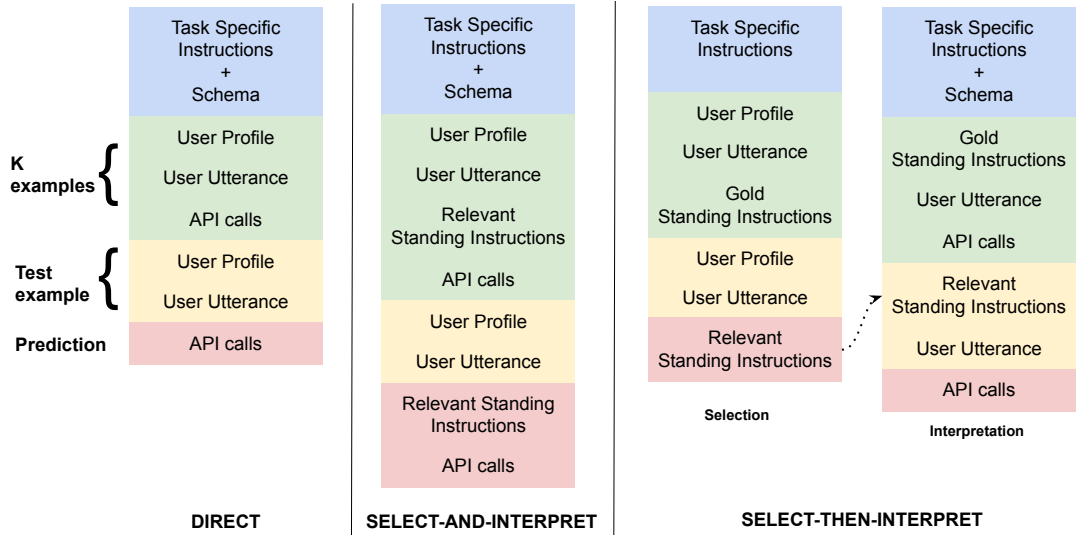 K
examples
Test
example
Prediction
Task Specific
Instructions
+
Schema
User Profile
User Utterance
API calls
User Profile
User Utterance
API calls
DIRECT
Task Specific
Instructions
+
Schema
User Profile
User Utterance
Relevant
Standing Instructions
API calls
User Profile
User Utterance
Relevant Standing
Instructions
API calls
SELECT-AND-INTERPRET
Task Specific
Instructions
User Profile
User Utterance
Gold
Standing Instructions
User Profile
User Utterance
Relevant
Standing Instructions
Selection
Task Specific
Instructions
+
Schema
Gold
Standing Instructions
User Utterance
API calls
Relevant
Standing Instructions
User Utterance
API calls
Interpretation
SELECT-THEN-INTERPRET